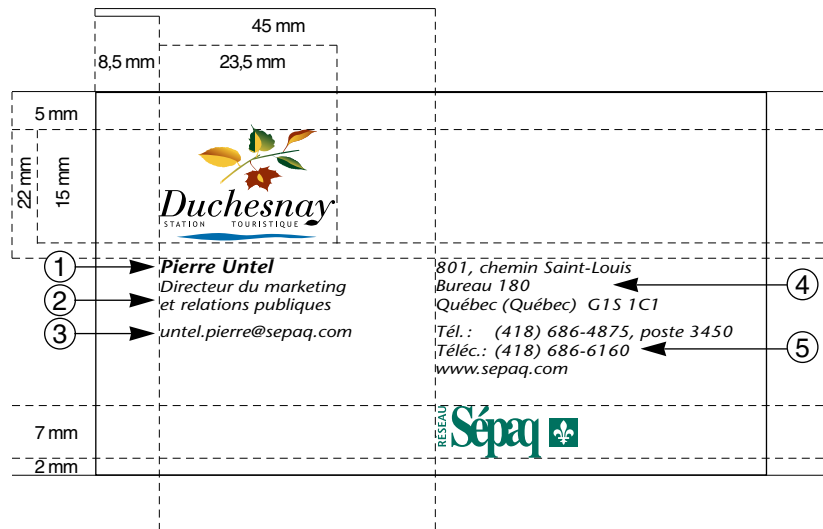 45 mm
8,5 mm
23,5 mm
5 mm
22 mm
15 mm
Duchesnay
STATION TOURISTIQUE
1
Pierre Untel
2
Directeur du marketing
et relations publiques
3
untel.pierre@sepaq.com
801, chemin Saint-Louis
Bureau 180
Québec (Québec) G1S 1C1
4
Tél. : (418) 686-4875, poste 3450
Téléc.: (418) 686-6160
www.sepaq.com
5
7 mm
RÉSEAU
Sépaq
2 mm